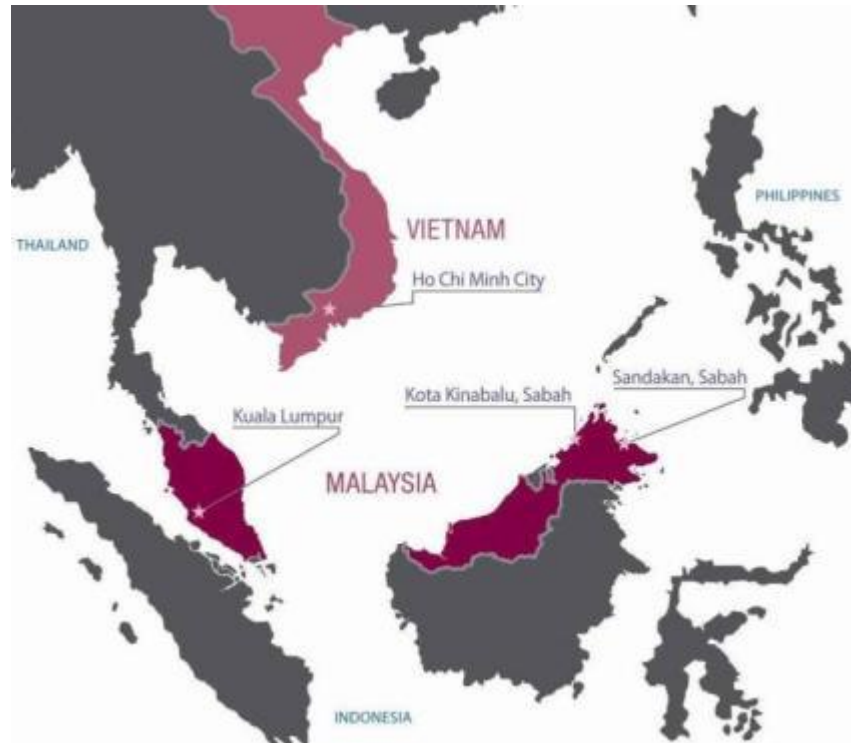 PHILIPPINES
THAILAND
VIETNAM
Ho Chi Minh City
Sandakan, Sabah
Kota Kinabalu, Sabah
Kuala Lumpur
MALAYSIA
INDONESIA